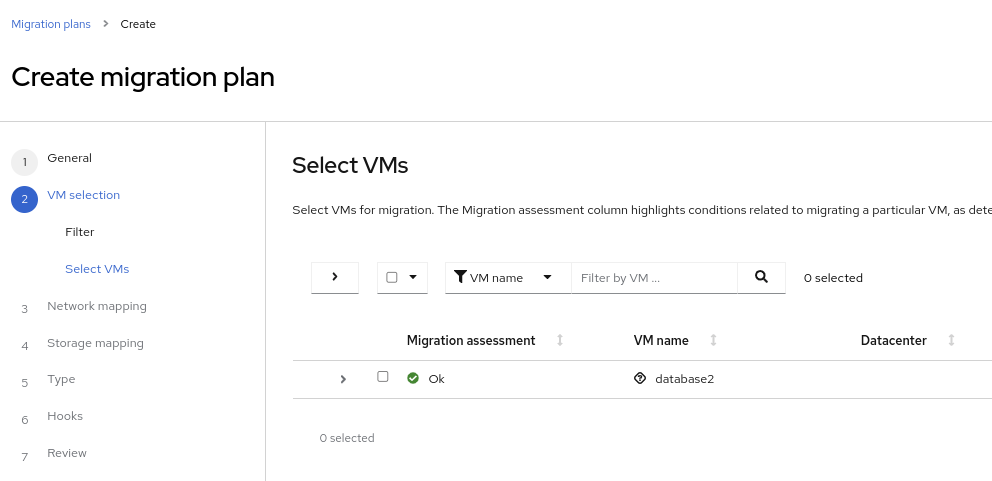 Migration plans > Create
Create migration plan
1 General
2 VM selection
Filter
Select VMs
3 Network mapping
4 Storage mapping
5 Type
6 Hooks
7 Review
Select VMs
Select VMs for migration. The Migration assessment column highlights conditions related to migrating a particular VM, as dete
VM name Filter by VM ... 0 selected
Migration assessment VM name Datacenter
Ok database2
0 selected